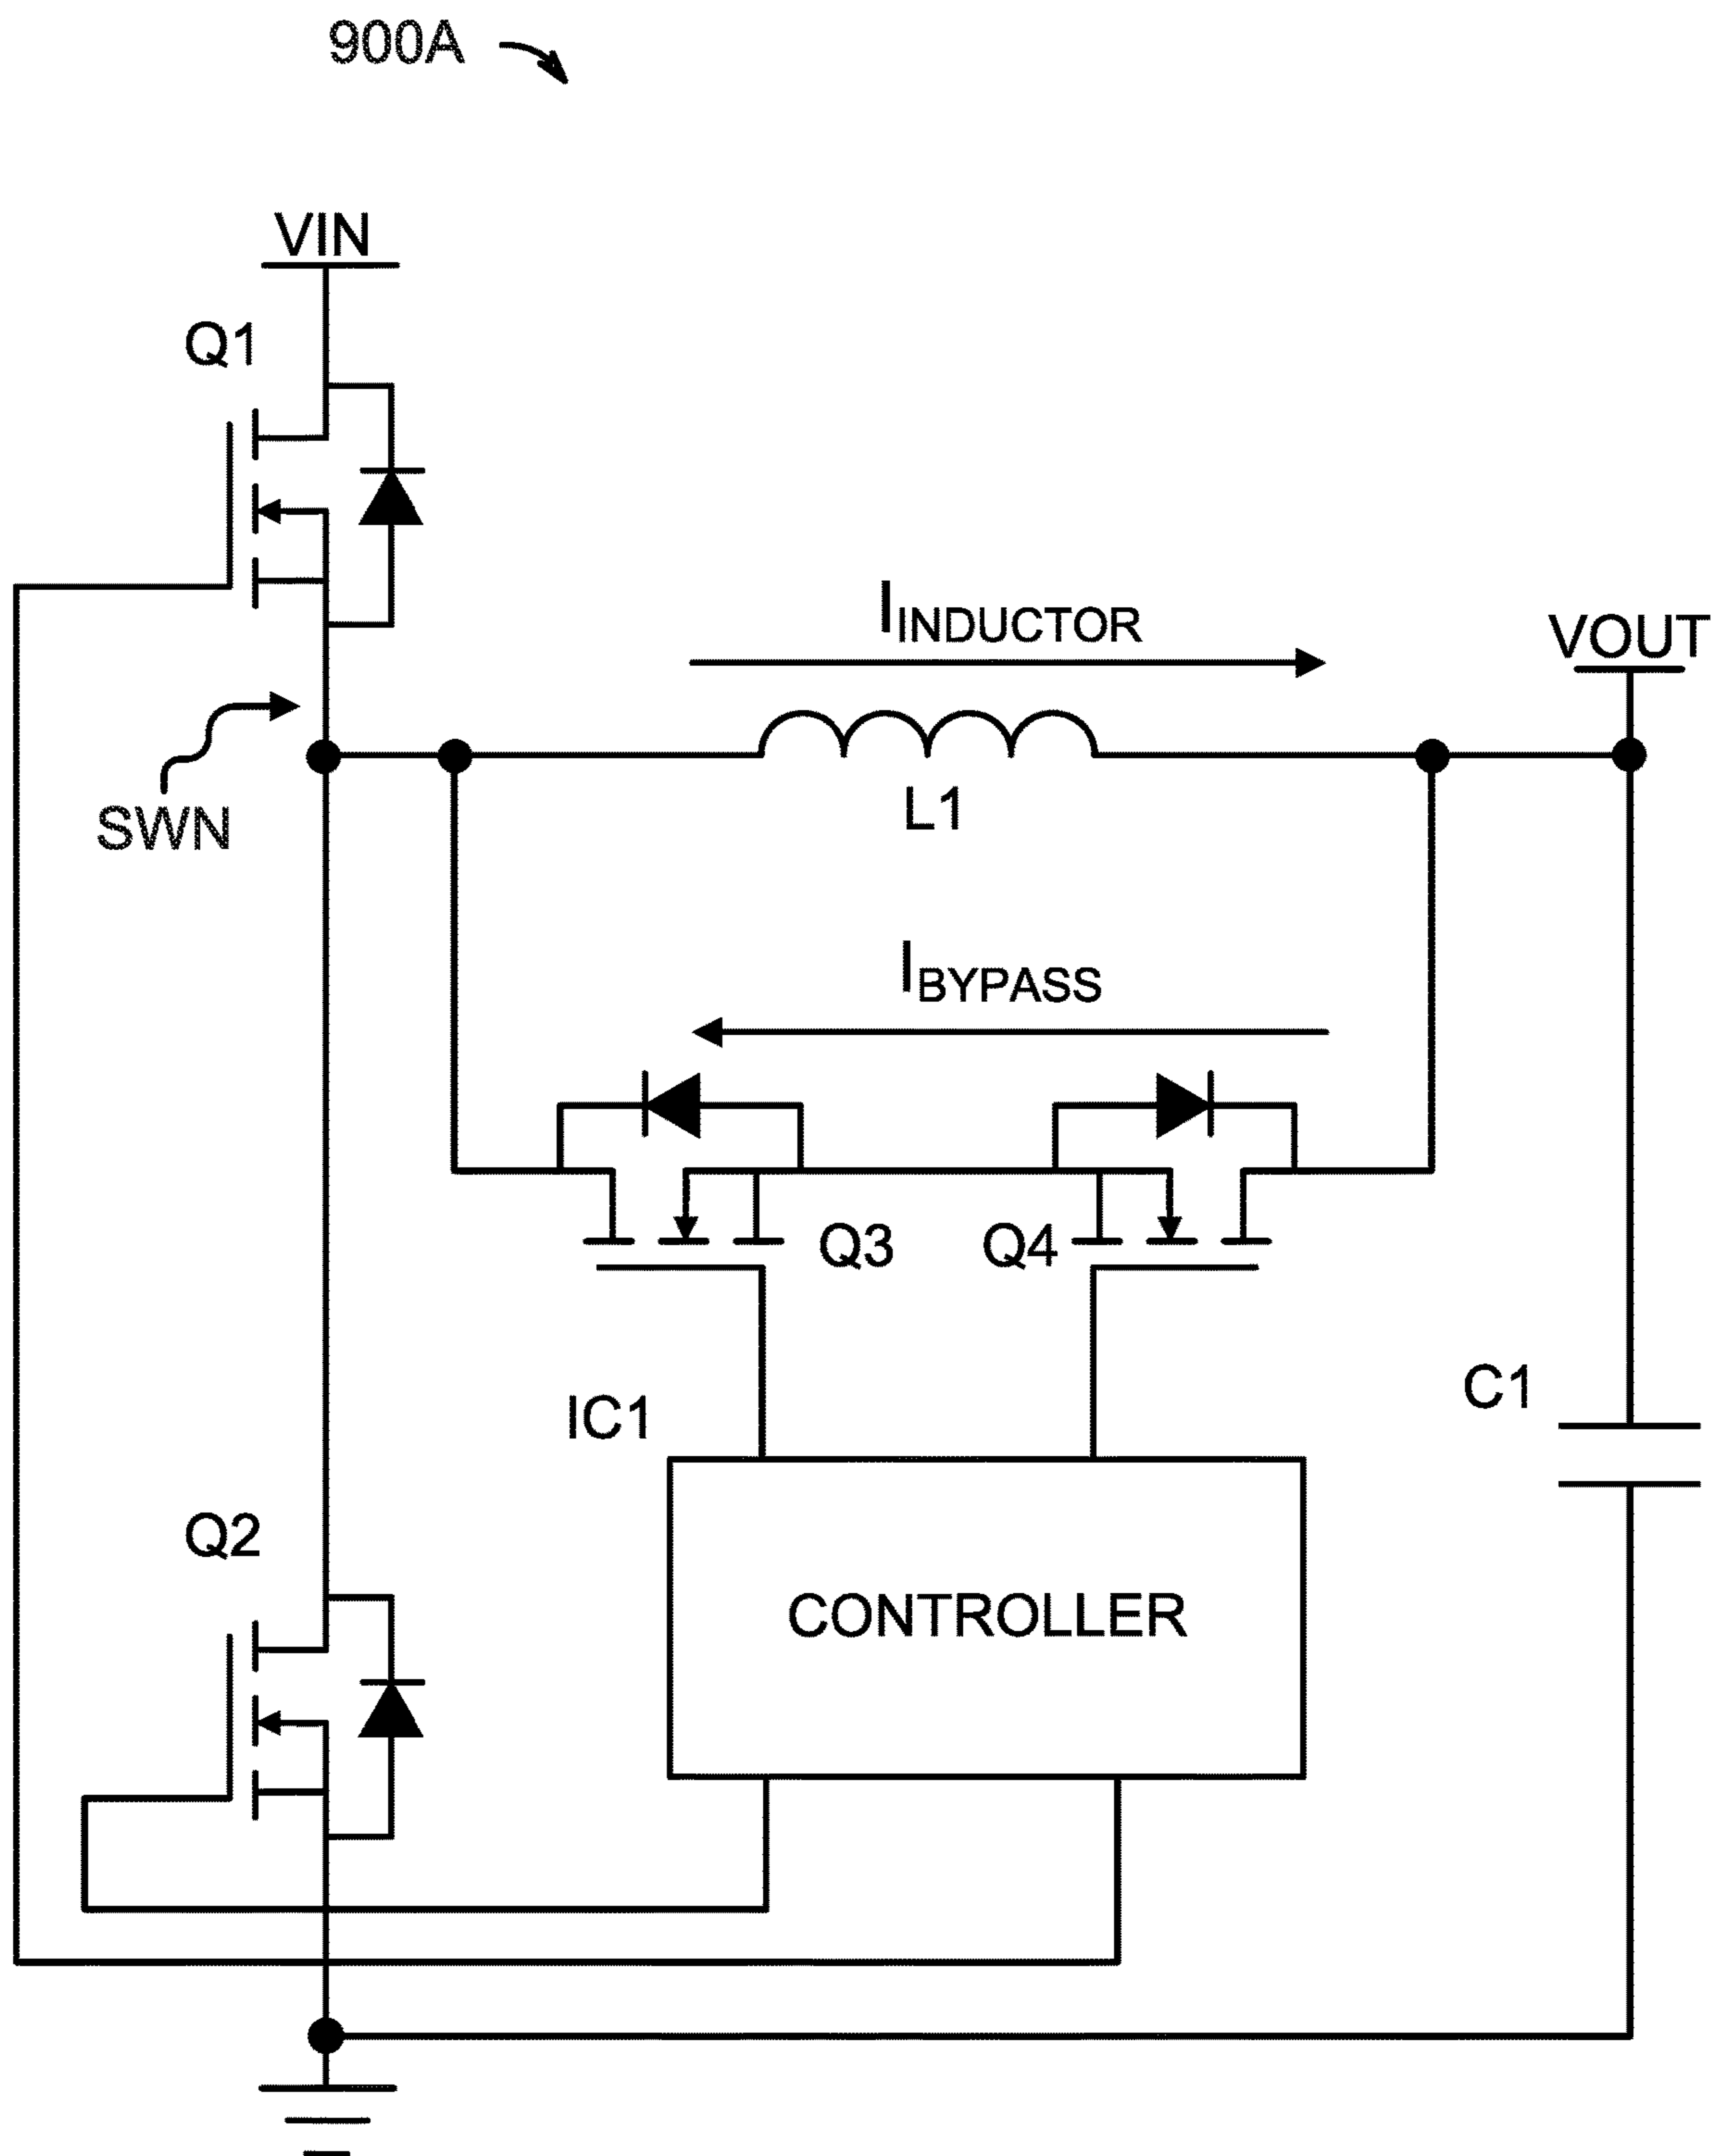 900A
VIN
Q1
IINDUCTOR
VOUT
SWN
L1
IBYPASS
Q3
Q4
C1
IC1
Q2
CONTROLLER